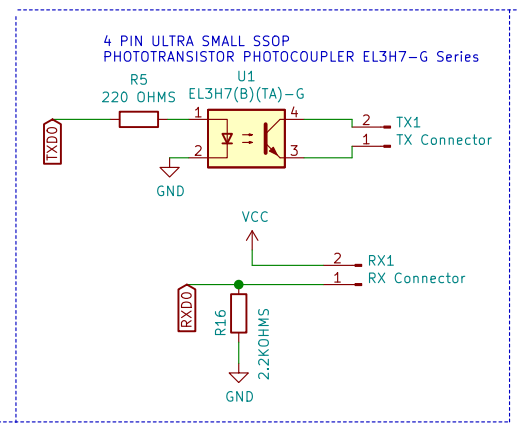 4 PIN ULTRA SMALL SSOP
PHOTOTRANSISTOR PHOTOCOUPLER EL3H7-G Series
R5
220 OHMS
U1
EL3H7(B)(TA)-G
TXD0
1
2
4
3
GND
2
1
TX1
TX Connector
VCC
2
1
RX1
RX Connector
RXD0
R16
2.2KOHMS
GND